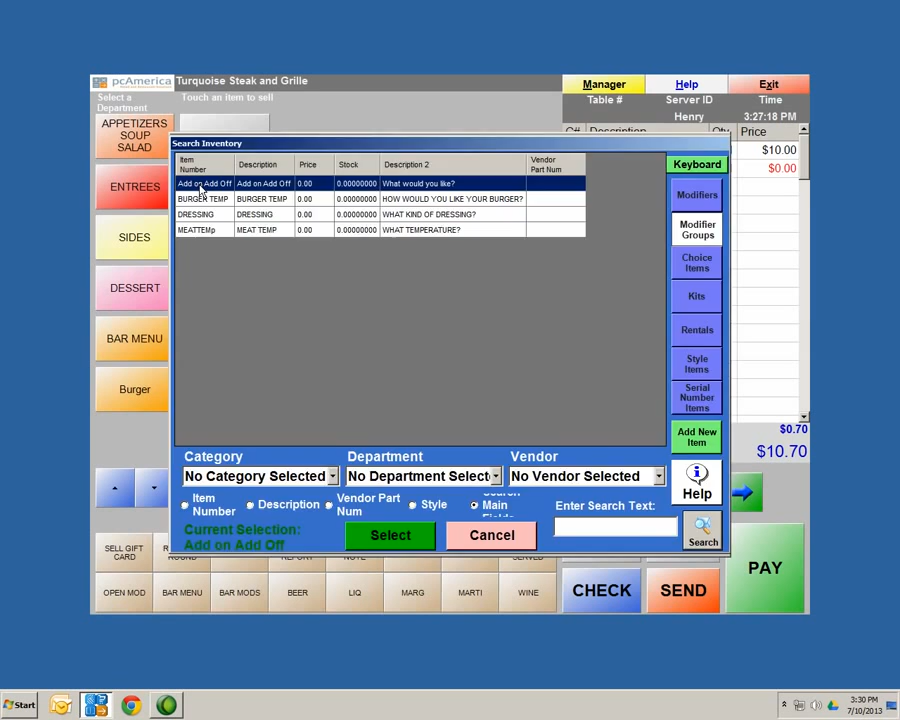 pcAmerica Turquoise Steak and Grille
Manager Help Exit
Select a Department
Touch an item to sell
Table # Server ID Time
Henry 3:27:18 PM
Description Qty Price
$10.00
$0.00
APPETIZERS SOUP SALAD
ENTREES
SIDES
DESSERT
BAR MENU
Burger
Search Inventory
Item Number Description Price Stock Description 2 Vendor Part Num
Add on Add Off Add on Add Off 0.00 0.00000000 What would you like?
BURGER TEMP BURGER TEMP 0.00 0.00000000 HOW WOULD YOU LIKE YOUR BURGER?
DRESSING DRESSING 0.00 0.00000000 WHAT KIND OF DRESSING?
MEATTEMp MEAT TEMP 0.00 0.00000000 WHAT TEMPERATURE?
Keyboard
Modifiers
Modifier Groups
Choice Items
Kits
Rentals
Style Items
Serial Number Items
Add New Item
Help
Search
Category Department Vendor
No Category Selected No Department Select No Vendor Selected
Item Number Description Vendor Part Num Style Search Main Fields
Enter Search Text:
Current Selection:
Add on Add Off
Select Cancel
$0.70
$10.70
SELL GIFT CARD
OPEN MOD BAR MENU BAR MODS BEER LIQ MARG MARTI WINE
CHECK SEND PAY
Start
3:30 PM
7/10/2013